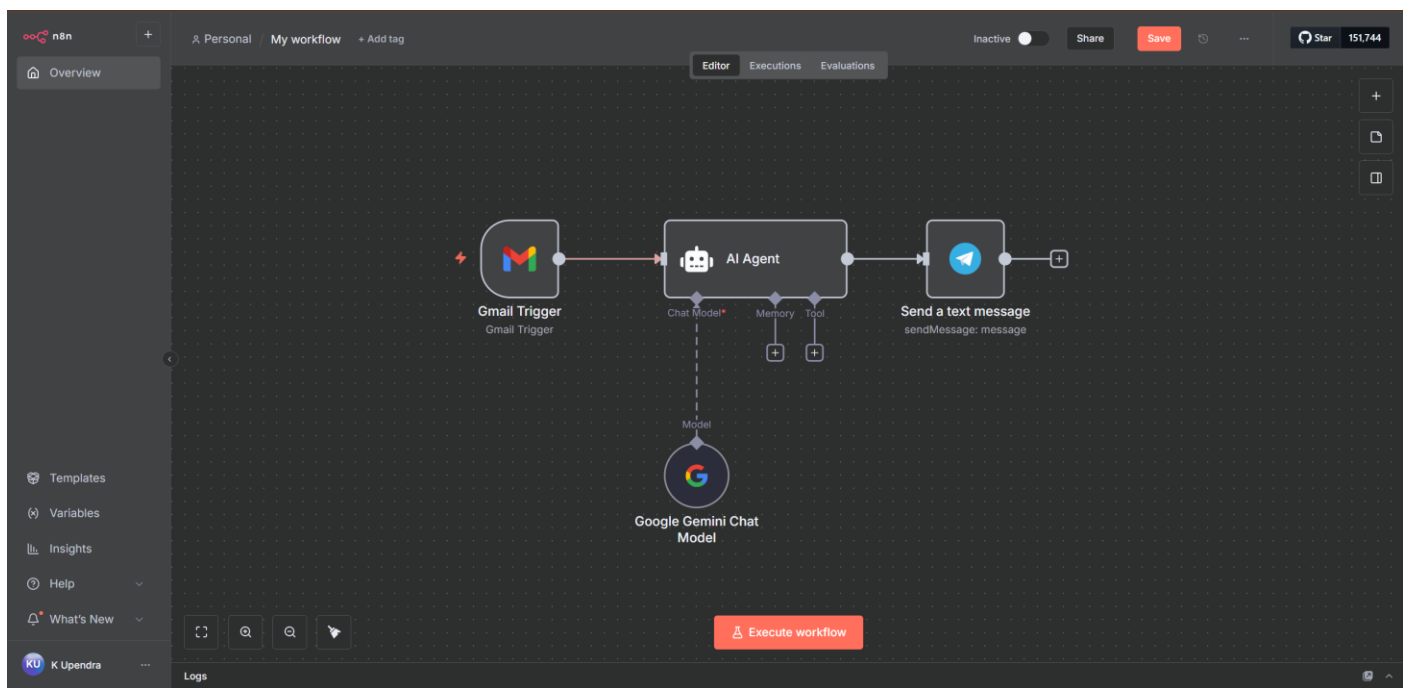 n8n
+
Personal / My workflow + Add tag
Inactive
Share
Save
...
Star 151,744
Overview
Editor Executions Evaluations
AI Agent
Gmail Trigger
Gmail Trigger
Chat Model*
Memory
Tool
Send a text message
sendMessage: message
Model
Google Gemini Chat
Model
Templates
Variables
Insights
Help
What's New
Execute workflow
KU K Upendra ...
Logs